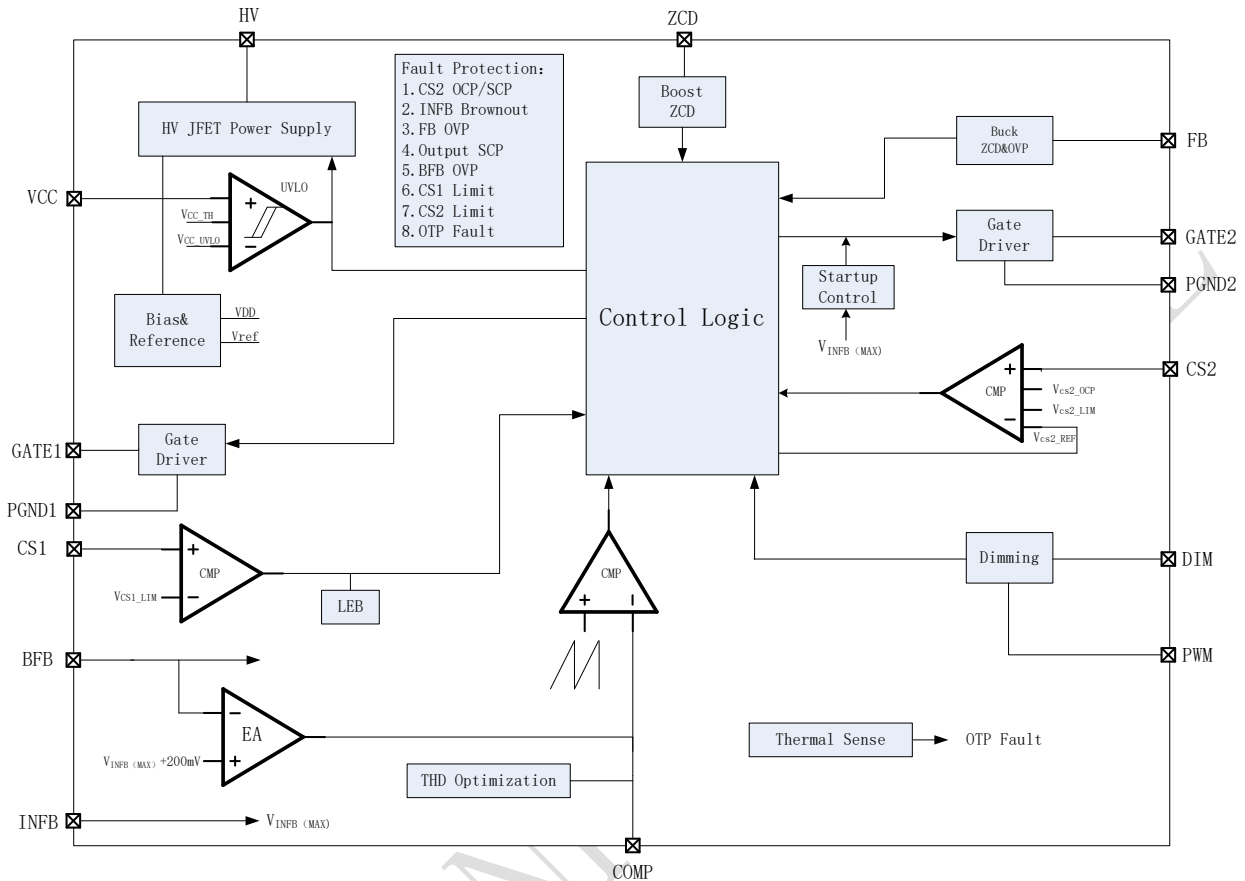 HV
ZCD
Fault Protection:
1.CS2 OCP/SCP
2.INFB Brownout
3.FB OVP
4.Output SCP
5.BFB OVP
6.CS1 Limit
7.CS2 Limit
8.OTP Fault
Boost
ZCD
HV JFET Power Supply
Buck
ZCD&OVP
FB
VCC
UVLO
+
VCC_TH
VCC_UVLO
−
GATE2
Gate
Driver
PGND2
Startup
Control
VINFB (MAX)
Bias&
Reference
VDD
Vref
Control Logic
CS2
+
CMP
−
Vcs2_OCP
Vcs2_LIM
Vcs2_REF
GATE1
Gate
Driver
PGND1
CS1
+
CMP
VCS1_LIM
−
LEB
CMP
+
−
Dimming
DIM
PWM
BFB
−
EA
+
VINFB (MAX) +200mV
Thermal Sense
OTP Fault
THD Optimization
INFB
VINFB (MAX)
COMP